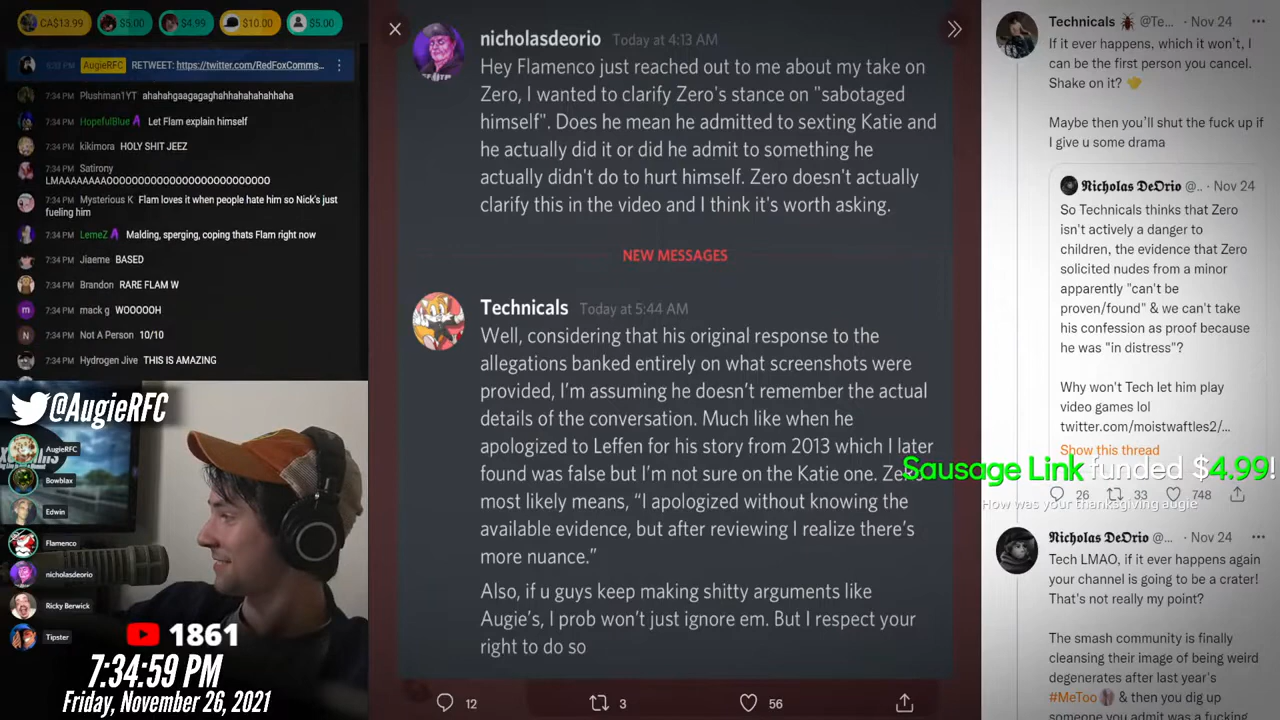 CA$13.99
$5.00
$4.99
$10.00
$5.00
AugieRFC RETWEET: https://twitter.com/RedFoxComms...
7:34 PM Plushman1YT ahahahgaagagaghhahhahahahahhaha
7:34 PM HopefulBlue Let Flam explain himself
7:34 PM kikimora HOLY SHIT JEEZ
7:34 PM Satirony
LMAAAAAAAOOOOOOOOOOOOOOOOOOOOOOO
7:34 PM Mysterious K Flam loves it when people hate him so Nick's just
fueling him
7:34 PM LemeZ Malding, sperging, coping thats Flam right now
7:34 PM Jiaeme BASED
7:34 PM Brandon RARE FLAM W
7:34 PM mack g WOOOOOH
7:34 PM Not A Person 10/10
7:34 PM Hydrogen Jive THIS IS AMAZING
@AugieRFC
AugieRFC
Bowblax
Edwin
Flamenco
nicholasdeorio
Ricky Berwick
Tipster
1861
7:34:59 PM
Friday, November 26, 2021
nicholasdeorio Today at 4:13 AM
Hey Flamenco just reached out to me about my take on
Zero, I wanted to clarify Zero's stance on "sabotaged
himself". Does he mean he admitted to sexting Katie and
he actually did it or did he admit to something he
actually didn't do to hurt himself. Zero doesn't actually
clarify this in the video and I think it's worth asking.
NEW MESSAGES
Technicals Today at 5:44 AM
Well, considering that his original response to the
allegations banked entirely on what screenshots were
provided, I'm assuming he doesn't remember the actual
details of the conversation. Much like when he
apologized to Leffen for his story from 2013 which I later
found was false but I'm not sure on the Katie one. Zero
most likely means, "I apologized without knowing the
available evidence, but after reviewing I realize there's
more nuance."
Also, if u guys keep making shitty arguments like
Augie's, I prob won't just ignore em. But I respect your
right to do so
12
3
56
Technicals @Te... · Nov 24
If it ever happens, which it won't, I
can be the first person you cancel.
Shake on it?
Maybe then you'll shut the fuck up if
I give u some drama
Nicholas DeOrio @.. · Nov 24
So Technicals thinks that Zero
isn't actively a danger to
children, the evidence that Zero
solicited nudes from a minor
apparently "can't be
proven/found" & we can't take
his confession as proof because
he was "in distress"?
Why won't Tech let him play
video games lol
twitter.com/moistwaftles2/...
Show this thread
Sausage Link funded $4.99!
26
33
748
How was your thanksgiving augie
Nicholas DeOrio @... · Nov 24
Tech LMAO, if it ever happens again
your channel is going to be a crater!
That's not really my point?
The smash community is finally
cleansing their image of being weird
degenerates after last year's
#MeToo & then you dig up
someone you admit was a fucking